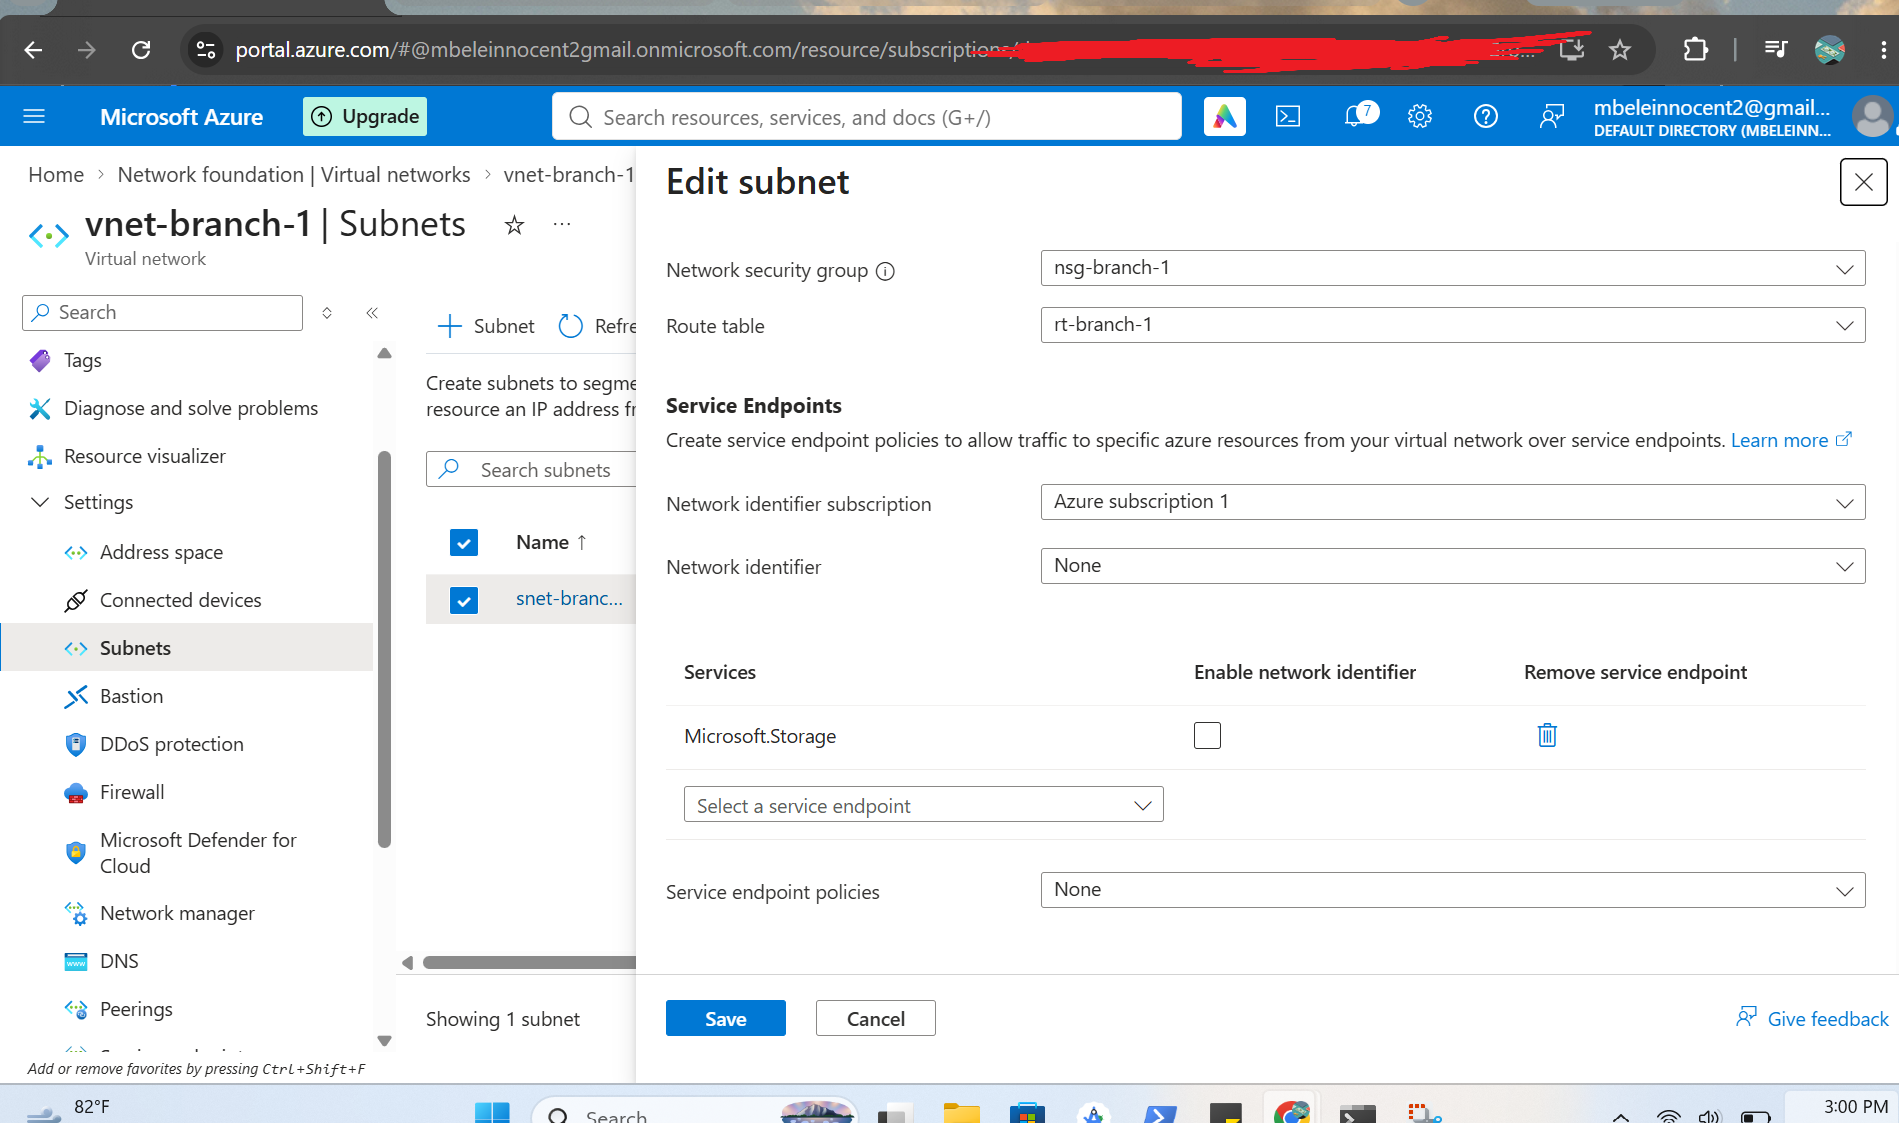 portal.azure.com/#@mbeleinnocent2gmail.onmicrosoft.com/resource/subscriptions/
Microsoft Azure
Upgrade
Search resources, services, and docs (G+/)
7
mbeleinnocent2@gmail...
DEFAULT DIRECTORY (MBELEINN...
Home > Network foundation | Virtual networks > vnet-branch-1
vnet-branch-1 | Subnets
...
Virtual network
Search
Tags
Diagnose and solve problems
Resource visualizer
Settings
Address space
Connected devices
Subnets
Bastion
DDoS protection
Firewall
Microsoft Defender for
Cloud
Network manager
DNS
Peerings
Add or remove favorites by pressing Ctrl+Shift+F
Subnet
Refre
Create subnets to segme
resource an IP address fr
Search subnets
Name ↑
snet-branc...
Showing 1 subnet
Edit subnet
Network security group
nsg-branch-1
Route table
rt-branch-1
Service Endpoints
Create service endpoint policies to allow traffic to specific azure resources from your virtual network over service endpoints. Learn more
Network identifier subscription
Azure subscription 1
Network identifier
None
Services
Enable network identifier
Remove service endpoint
Microsoft.Storage
Select a service endpoint
Service endpoint policies
None
Save
Cancel
Give feedback
82°F
Search
3:00 PM